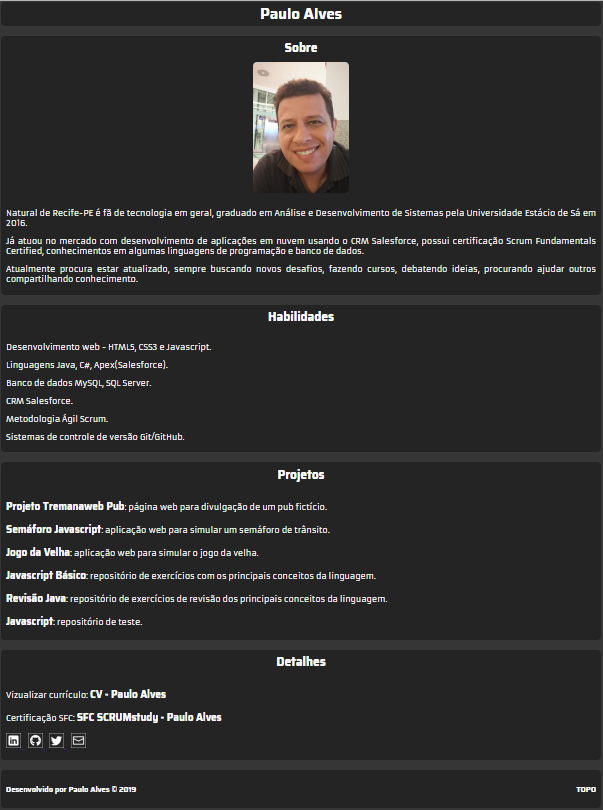 Paulo Alves
Sobre
Natural de Recife-PE é fã de tecnologia em geral, graduado em Análise e Desenvolvimento de Sistemas pela Universidade Estácio de Sá em
2016.
Já atuou no mercado com desenvolvimento de aplicações em nuvem usando o CRM Salesforce, possui certificação Scrum Fundamentals
Certified, conhecimentos em algumas linguagens de programação e banco de dados.
Atualmente procura estar atualizado, sempre buscando novos desafios, fazendo cursos, debatendo ideias, procurando ajudar outros
compartilhando conhecimento.
Habilidades
Desenvolvimento web - HTML5, CSS3 e Javascript.
Linguagens Java, C#, Apex(Salesforce).
Banco de dados MySQL, SQL Server.
CRM Salesforce.
Metodologia Ágil Scrum.
Sistemas de controle de versão Git/GitHub.
Projetos
Projeto Tremanaweb Pub: página web para divulgação de um pub fictício.
Semáforo Javascript: aplicação web para simular um semáforo de trânsito.
Jogo da Velha: aplicação web para simular o jogo da velha.
Javascript Básico: repositório de exercícios com os principais conceitos da linguagem.
Revisão Java: repositório de exercícios de revisão dos principais conceitos da linguagem.
Javascript: repositório de teste.
Detalhes
Vizualizar currículo: CV - Paulo Alves
Certificação SFC: SFC SCRUMstudy - Paulo Alves
Desenvolvido por Paulo Alves © 2019
TOPO